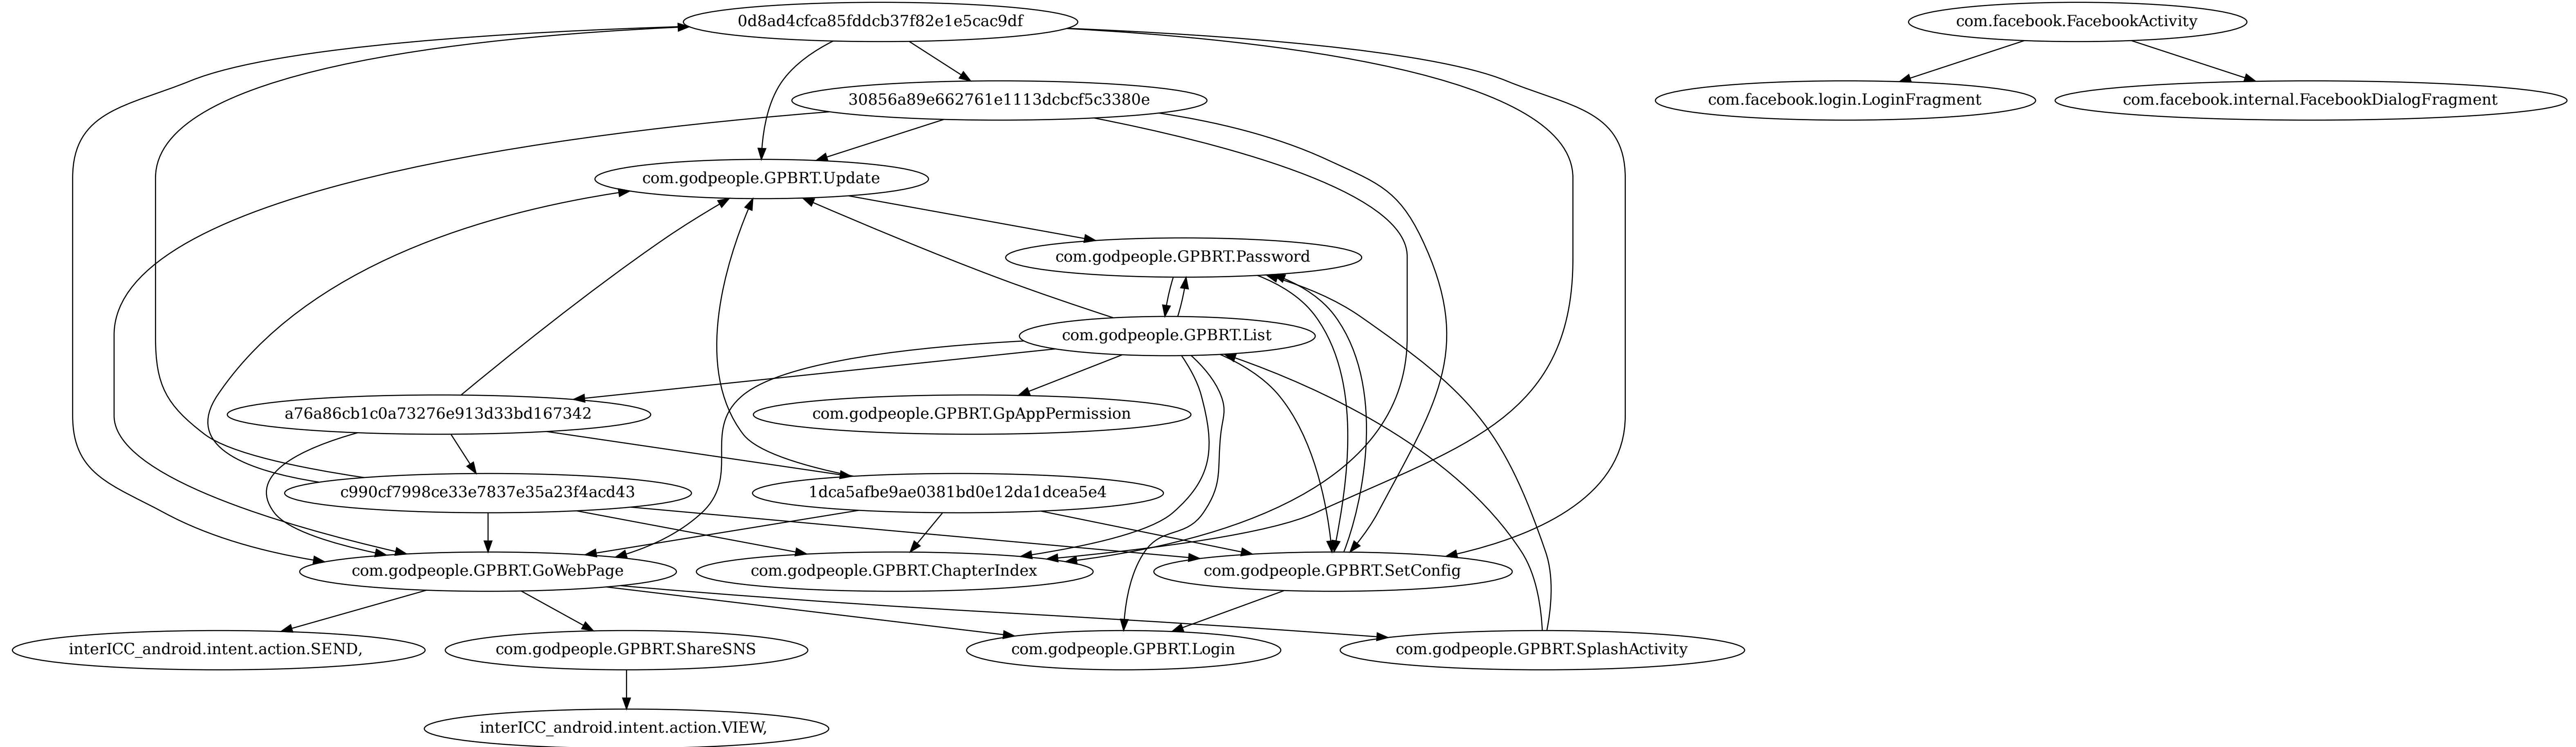 0d8ad4cfca85fddcb37f82e1e5cac9df
com.facebook.FacebookActivity
30856a89e662761e1113dcbcf5c3380e
com.facebook.login.LoginFragment
com.facebook.internal.FacebookDialogFragment
com.godpeople.GPBRT.Update
com.godpeople.GPBRT.Password
com.godpeople.GPBRT.List
a76a86cb1c0a73276e913d33bd167342
com.godpeople.GPBRT.GpAppPermission
c990cf7998ce33e7837e35a23f4acd43
1dca5afbe9ae0381bd0e12da1dcea5e4
com.godpeople.GPBRT.GoWebPage
com.godpeople.GPBRT.ChapterIndex
com.godpeople.GPBRT.SetConfig
interICC_android.intent.action.SEND,
com.godpeople.GPBRT.ShareSNS
com.godpeople.GPBRT.Login
com.godpeople.GPBRT.SplashActivity
interICC_android.intent.action.VIEW,